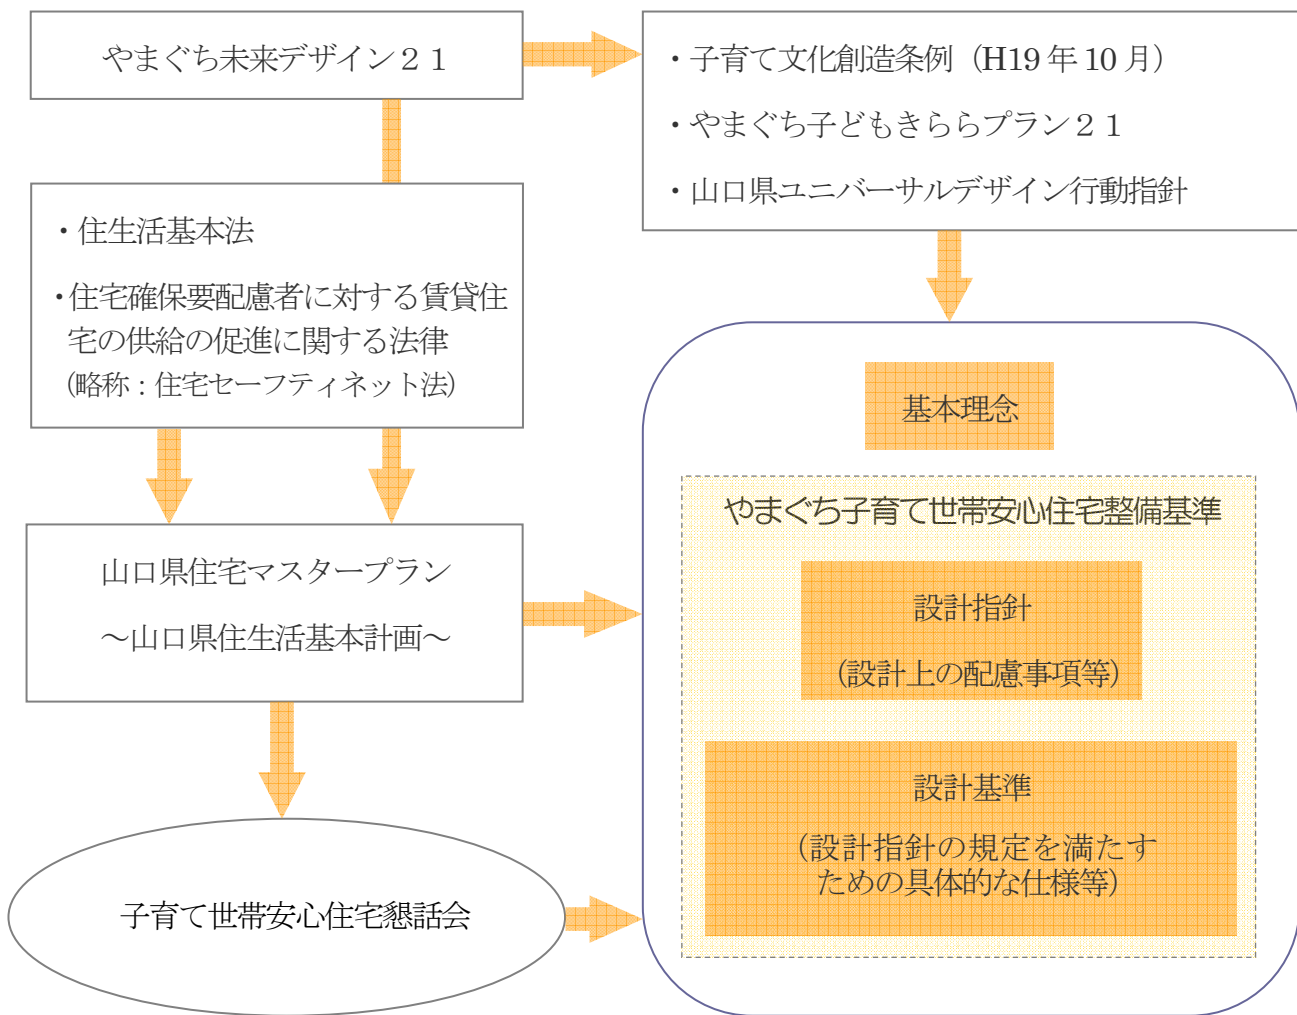 やまぐち未来デザイン２１
・子育て文化創造条例（H19 年 10 月）
・やまぐち子どもきららプラン２１
・山口県ユニバーサルデザイン行動指針
・住生活基本法
・住宅確保要配慮者に対する賃貸住
宅の供給の促進に関する法律
（略称：住宅セーフティネット法）
山口県住宅マスタープラン
～山口県住生活基本計画～
子育て世帯安心住宅懇話会
基本理念
やまぐち子育て世帯安心住宅整備基準
設計指針
（設計上の配慮事項等）
設計基準
（設計指針の規定を満たす
ための具体的な仕様等）